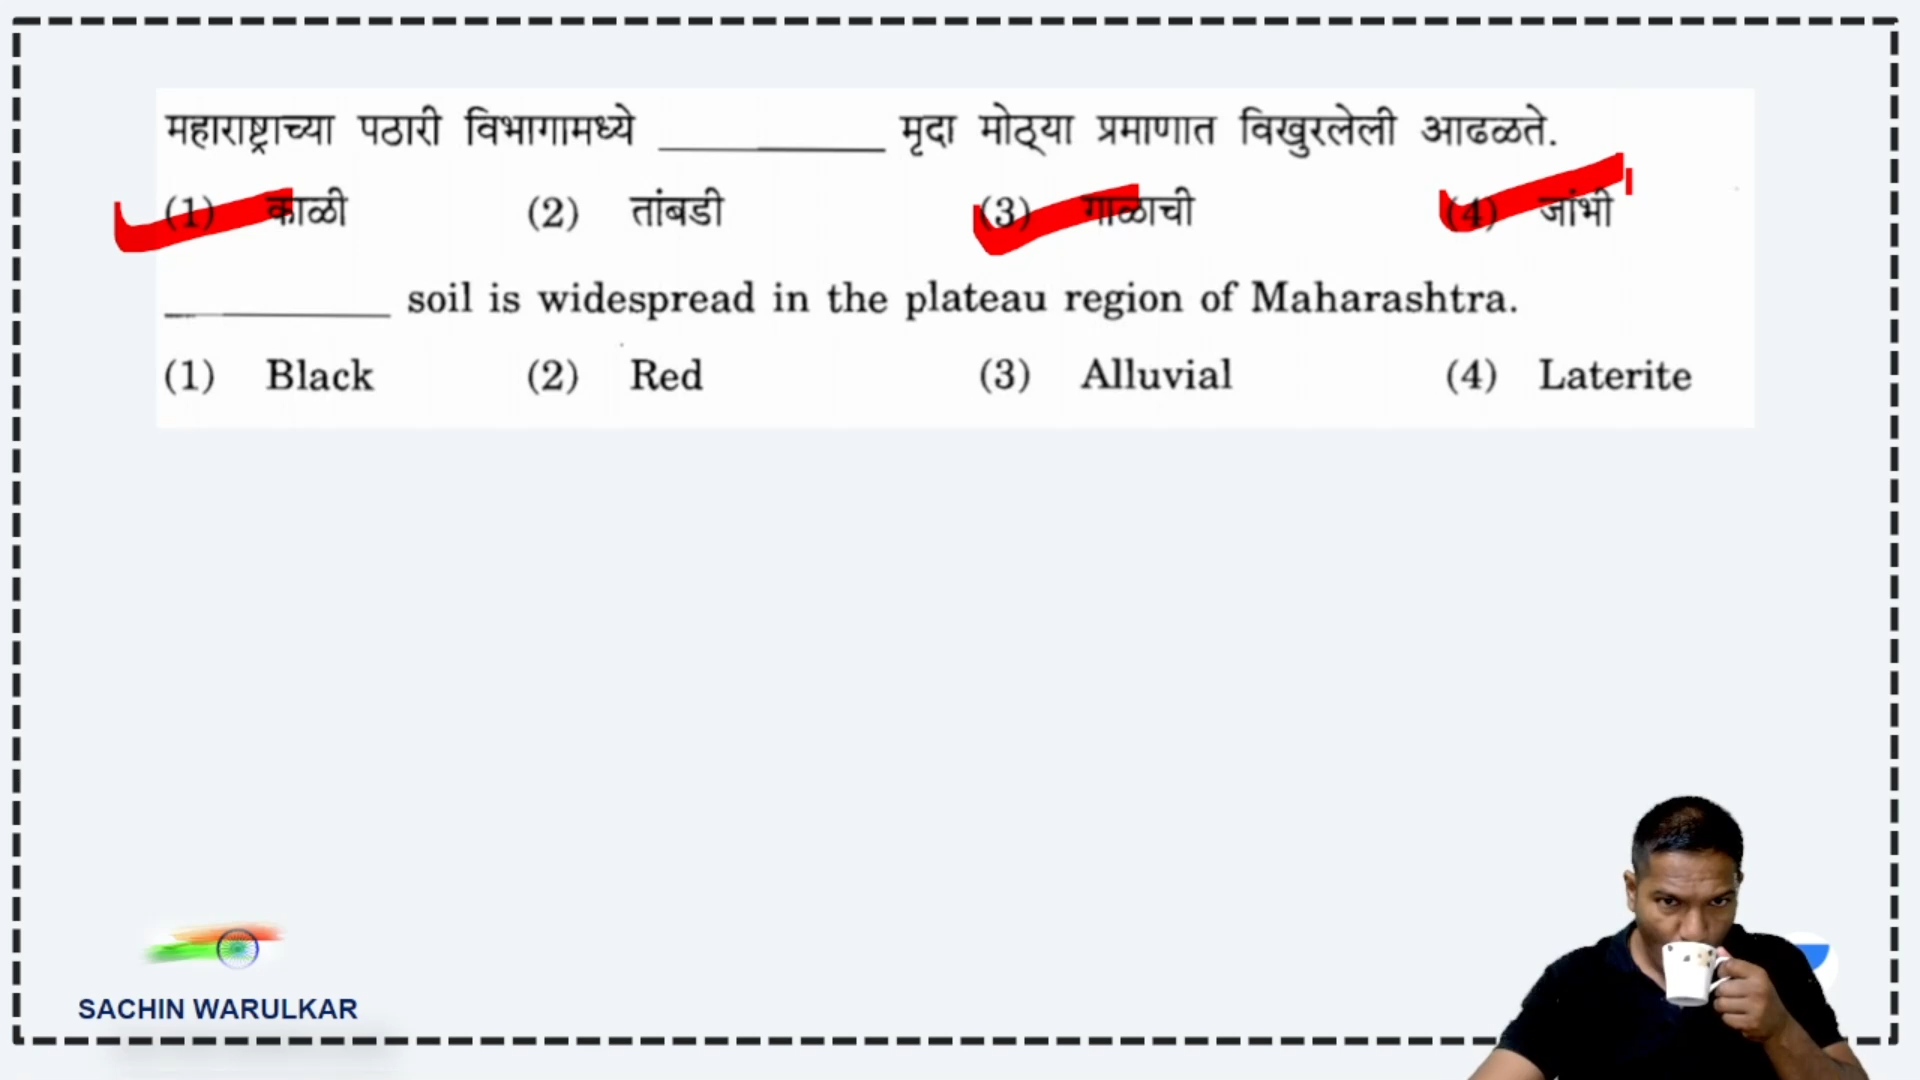 महाराष्ट्राच्या पठारी विभागामध्ये __________ मृदा मोठ्या प्रमाणात विखुरलेली आढळते.
(1) काळी (2) तांबडी (3) गाळाची (4) जांभी
__________ soil is widespread in the plateau region of Maharashtra.
(1) Black (2) Red (3) Alluvial (4) Laterite
SACHIN WARULKAR